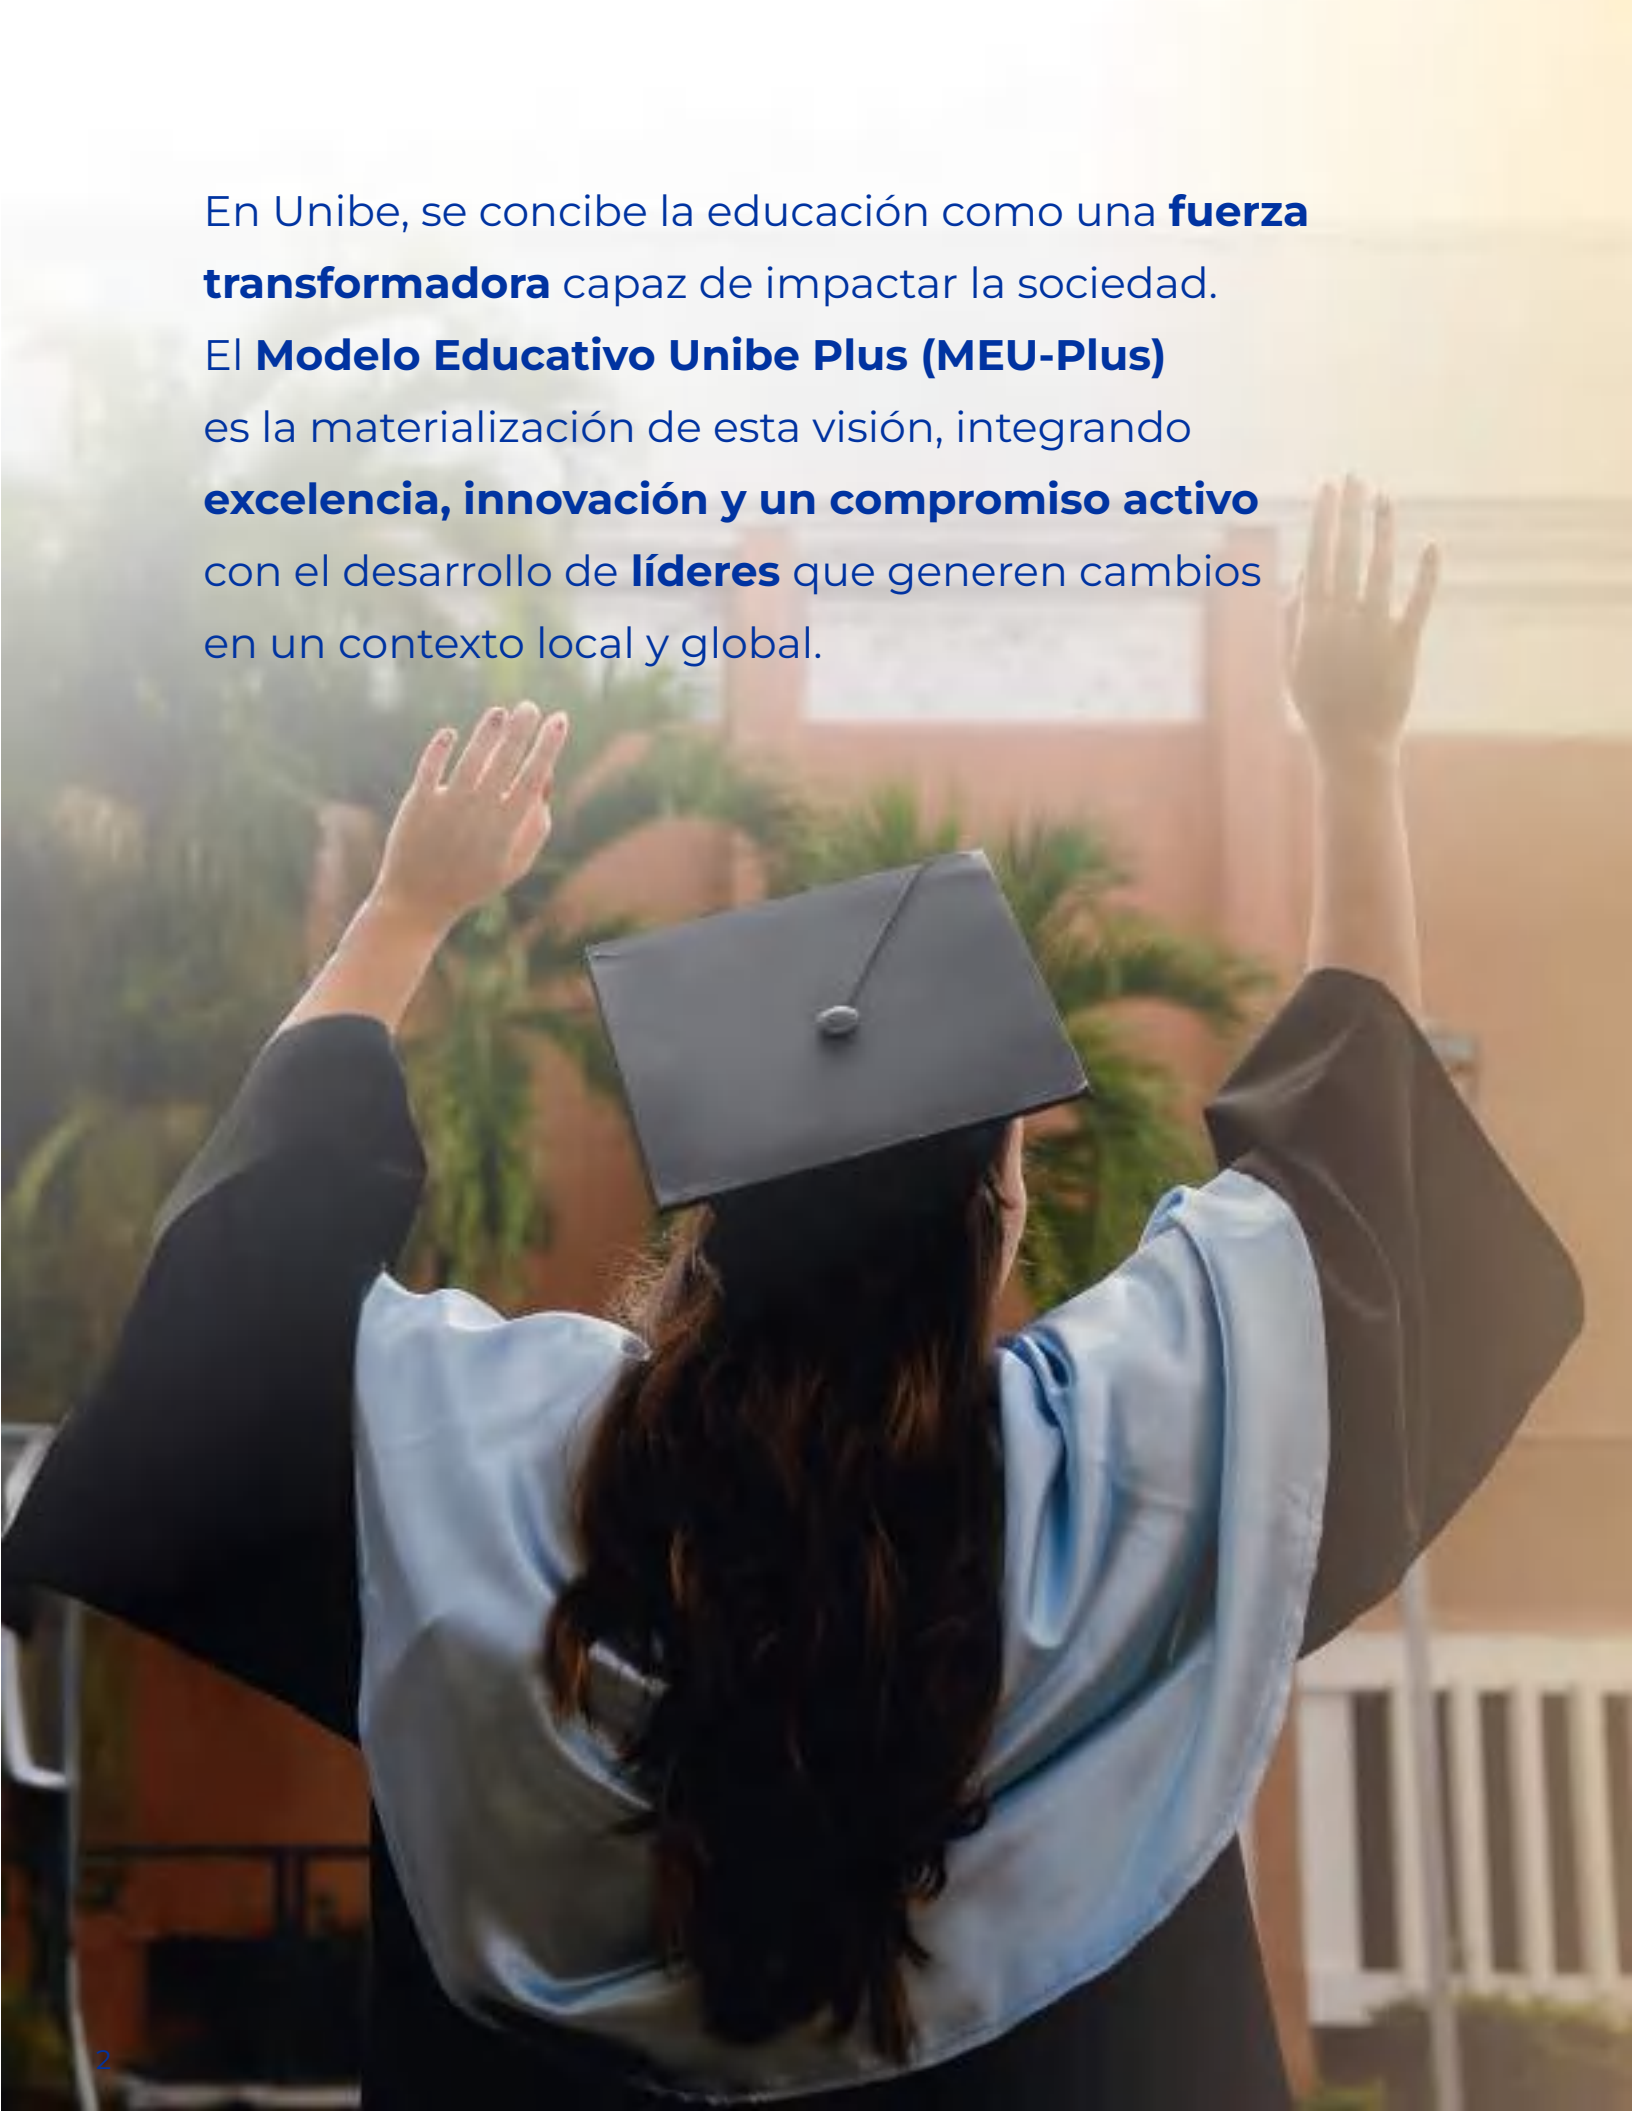 En Unibe, se concibe la educación como una fuerza
transformadora capaz de impactar la sociedad.
El Modelo Educativo Unibe Plus (MEU-Plus)
es la materialización de esta visión, integrando
excelencia, innovación y un compromiso activo
con el desarrollo de líderes que generen cambios
en un contexto local y global.
2